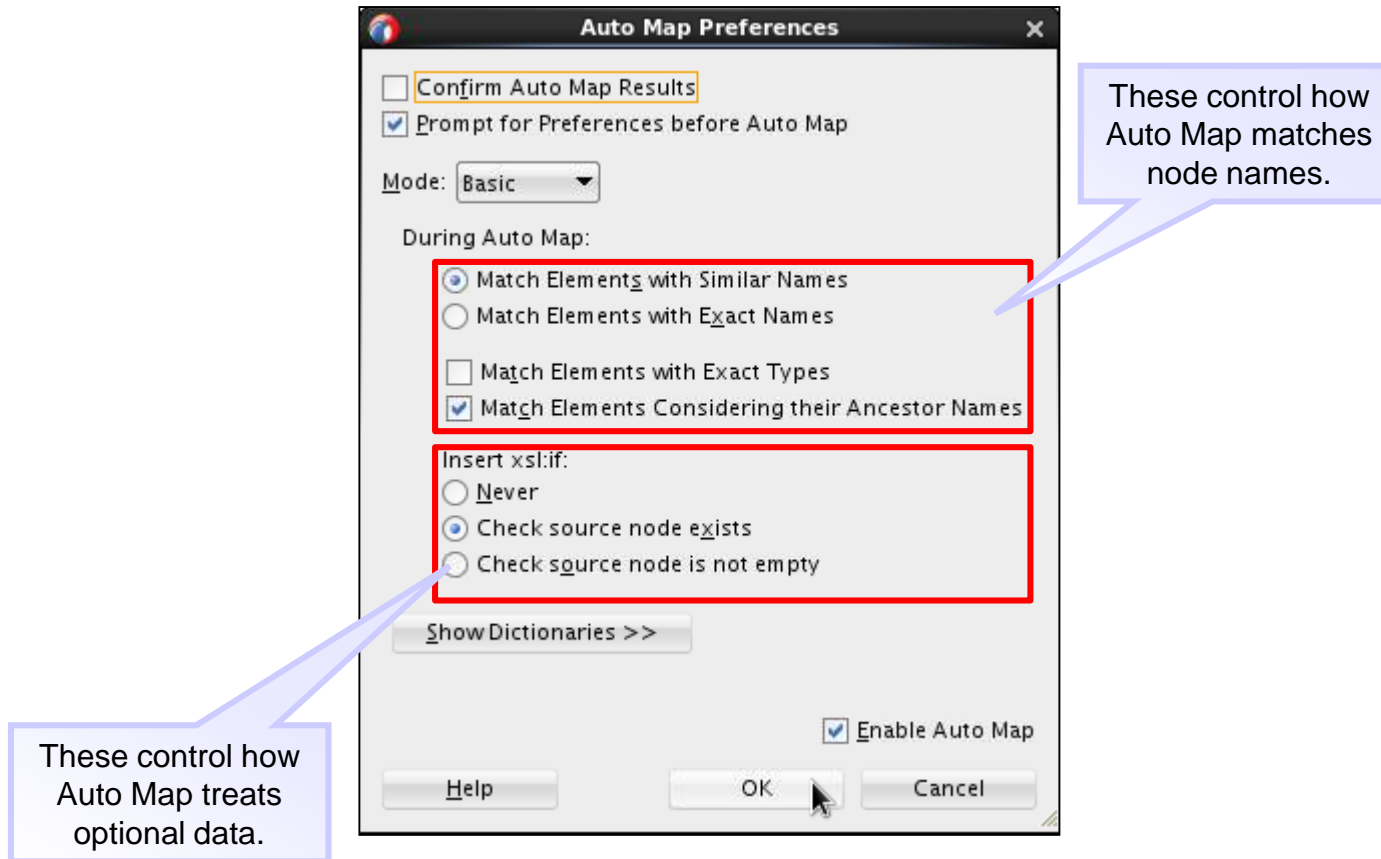 Auto Map Preferences
Confirm Auto Map Results
Prompt for Preferences before Auto Map
These control how
Auto Map matches
node names.
Mode: Basic
During Auto Map:
Match Elements with Similar Names
Match Elements with Exact Names
Match Elements with Exact Types
Match Elements Considering their Ancestor Names
Insert xsl:if:
Never
Check source node exists
Check source node is not empty
Show Dictionaries >>
Enable Auto Map
These control how
Auto Map treats
optional data.
Help OK Cancel